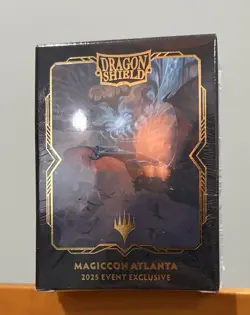 DRAGON
SHIELD
MAGICCON ATLANTA
2025 EVENT EXCLUSIVE